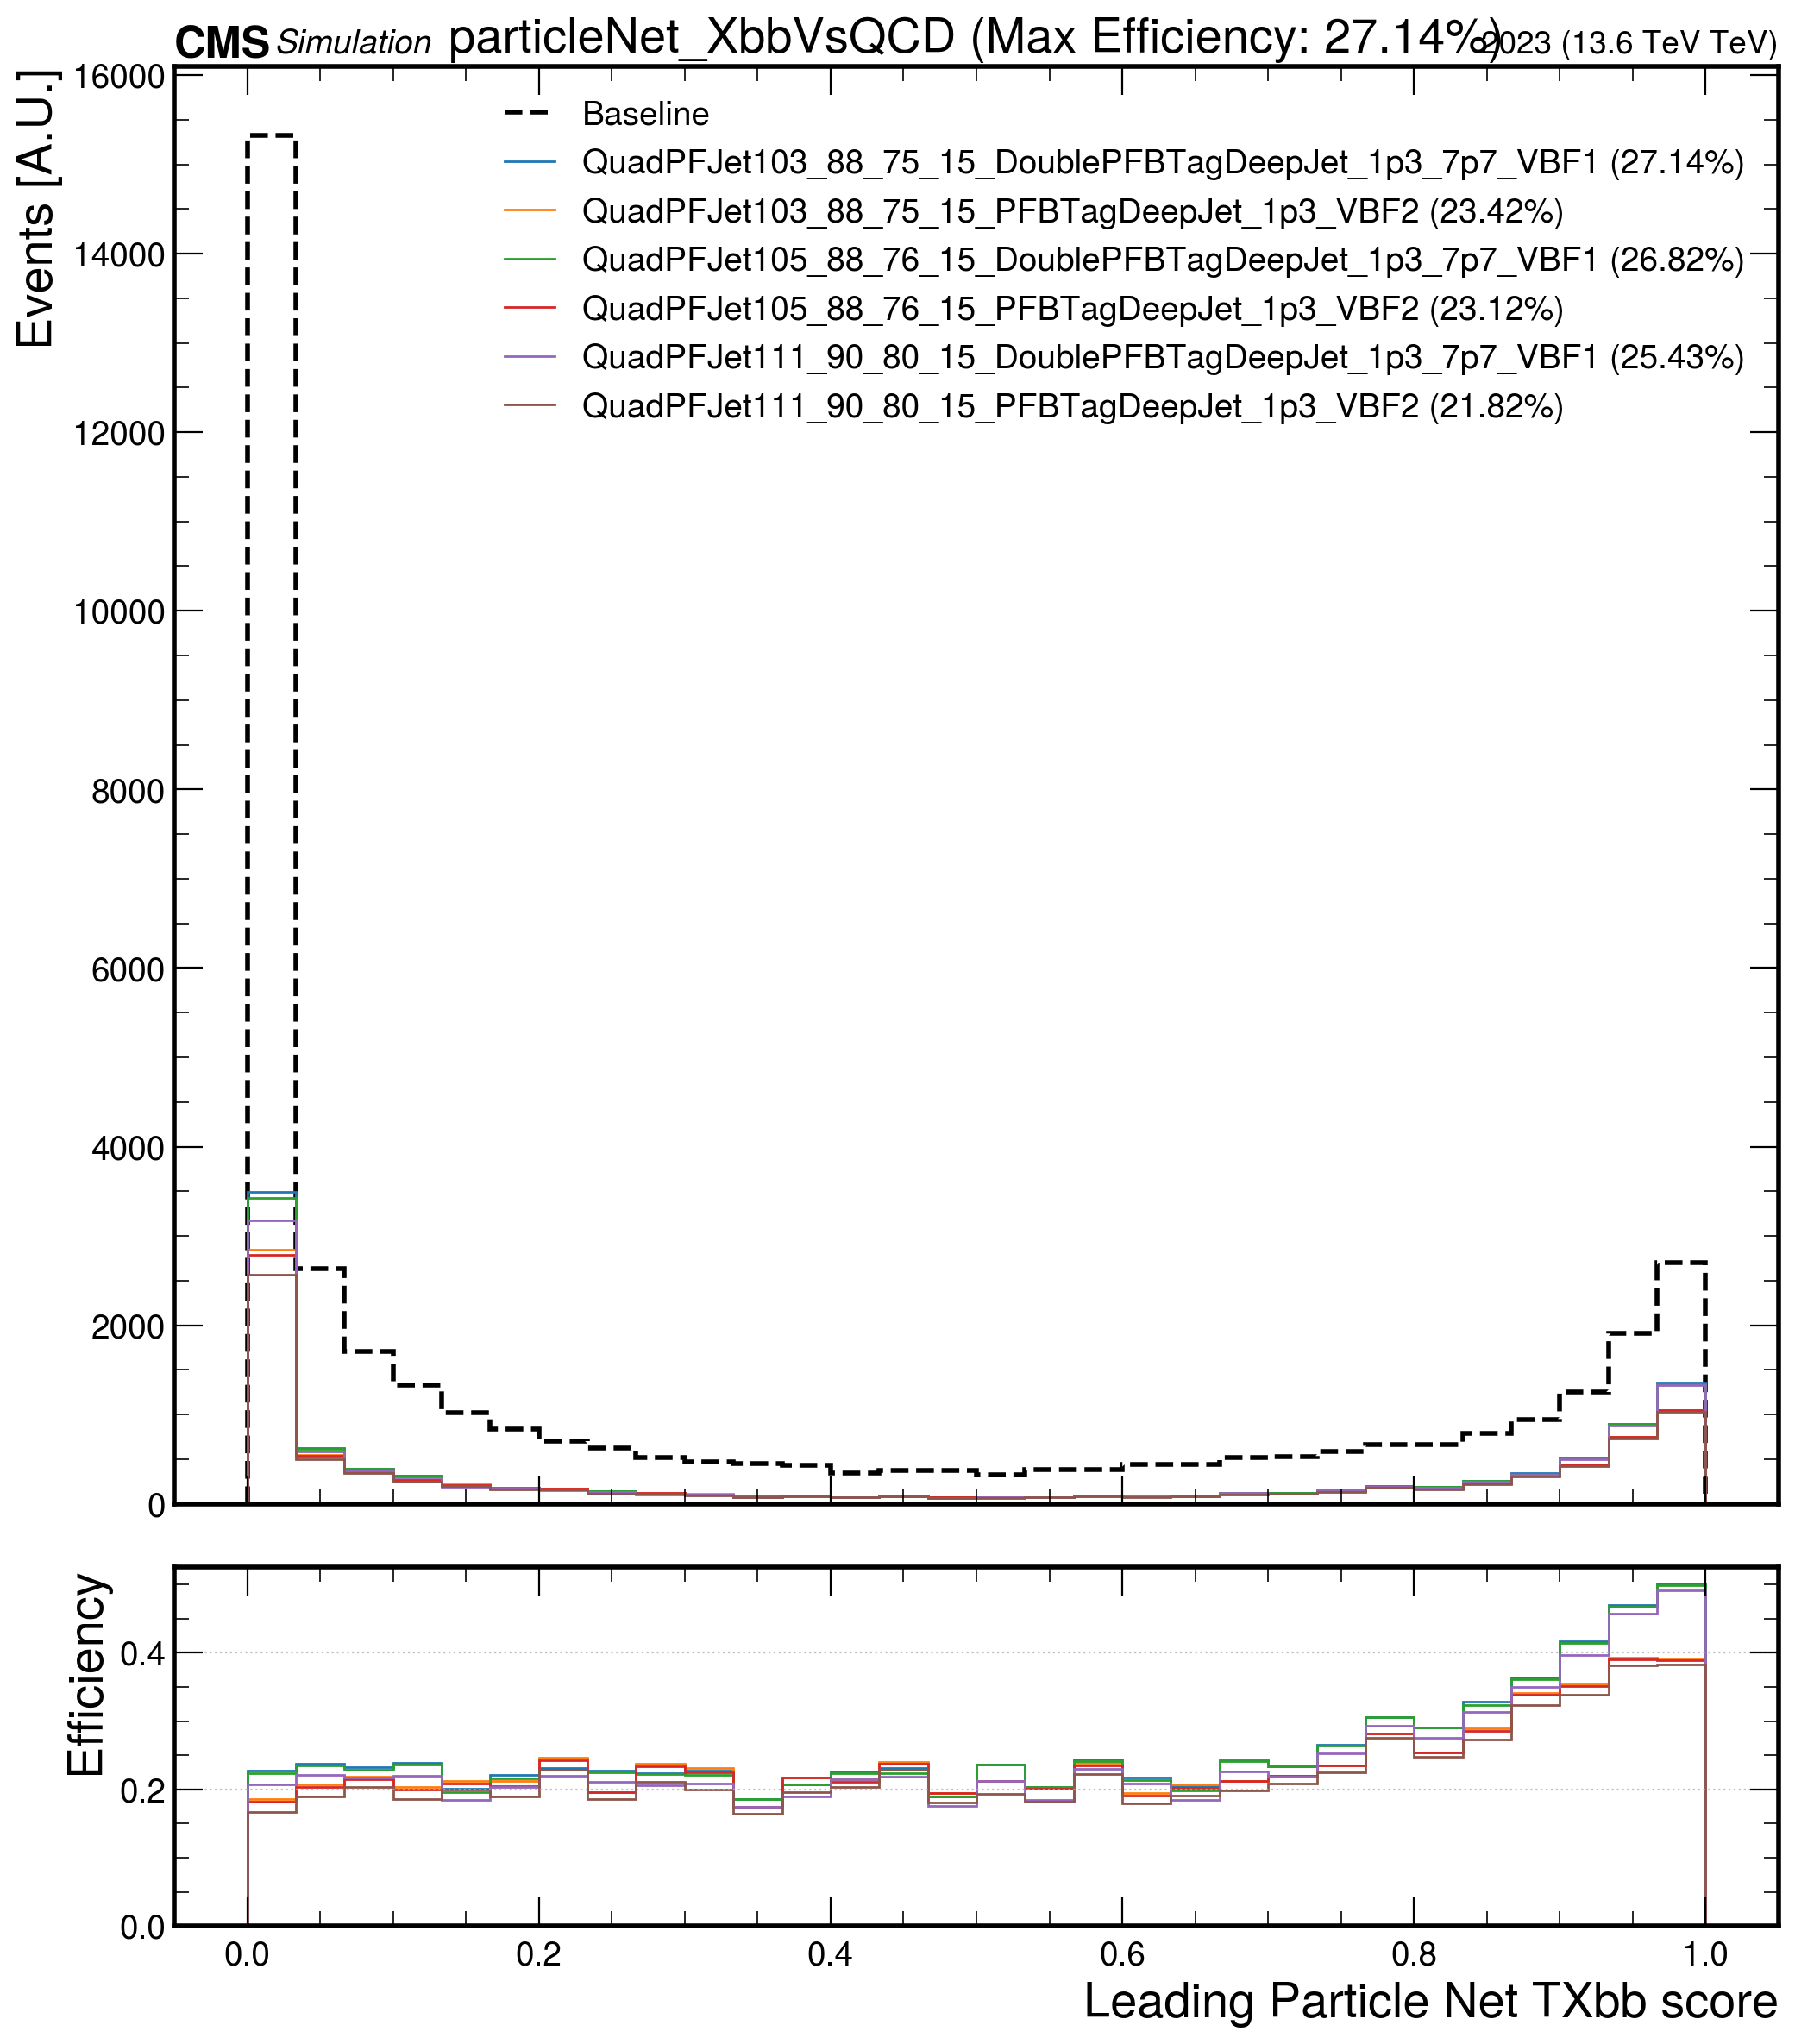 CMS Simulation particleNet_XbbVsQCD (Max Efficiency: 27.14%) 2023 (13.6 TeV TeV)
Events [A.U.]
16000
14000
12000
10000
8000
6000
4000
2000
0
Baseline
QuadPFJet103_88_75_15_DoublePFBTagDeepJet_1p3_7p7_VBF1 (27.14%)
QuadPFJet103_88_75_15_PFBTagDeepJet_1p3_VBF2 (23.42%)
QuadPFJet105_88_76_15_DoublePFBTagDeepJet_1p3_7p7_VBF1 (26.82%)
QuadPFJet105_88_76_15_PFBTagDeepJet_1p3_VBF2 (23.12%)
QuadPFJet111_90_80_15_DoublePFBTagDeepJet_1p3_7p7_VBF1 (25.43%)
QuadPFJet111_90_80_15_PFBTagDeepJet_1p3_VBF2 (21.82%)
Efficiency
0.4
0.2
0.0
0.0 0.2 0.4 0.6 0.8 1.0
Leading Particle Net TXbb score